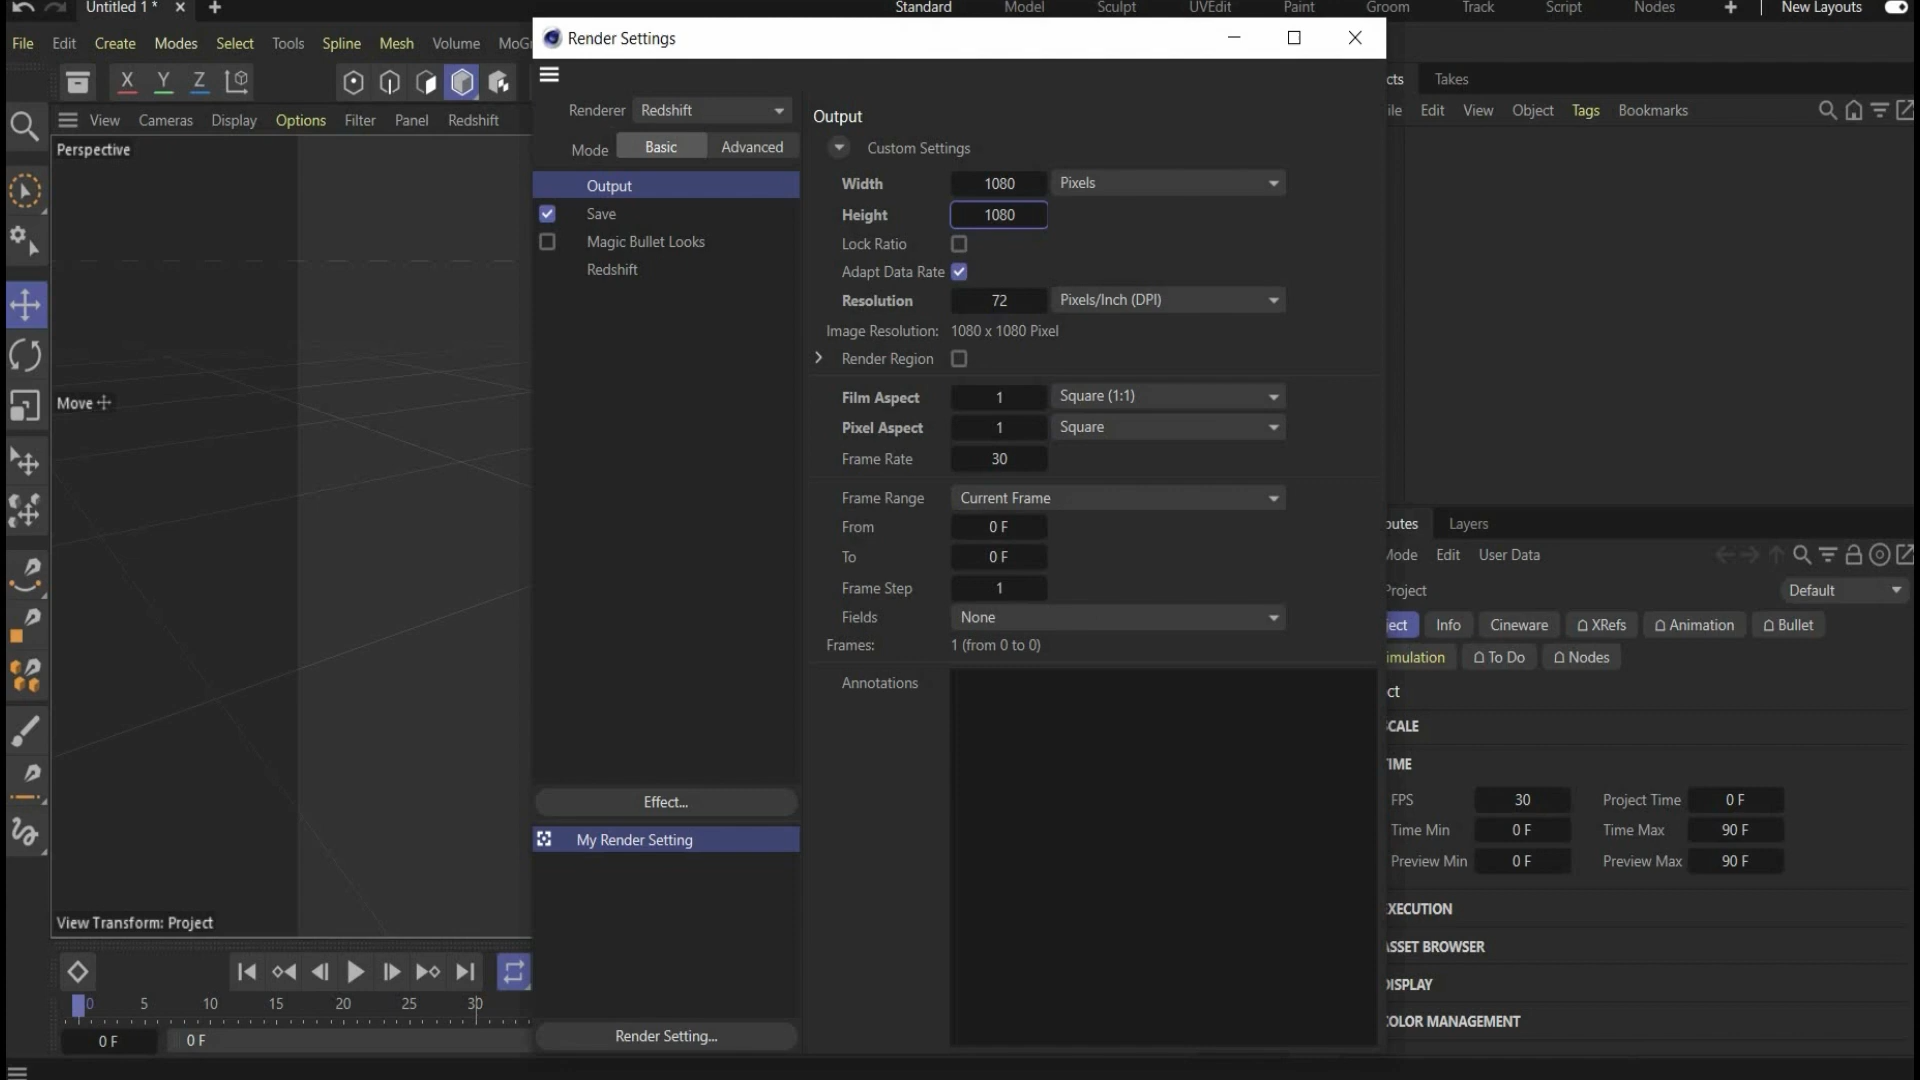 Untitled 1 *
Standard Model Sculpt UVEdit Paint Groom Track Script Nodes New Layouts
File Edit Create Modes Select Tools Spline Mesh Volume MoG
X Y Z
View Cameras Display Options Filter Panel Redshift
Perspective
Move
View Transform: Project
0 5 10 15 20 25 30
0 F 0 F
Render Settings
Renderer Redshift
Mode Basic Advanced
Output
Save
Magic Bullet Looks
Redshift
Effect...
My Render Setting
Render Setting...
Output
Custom Settings
Width 1080 Pixels
Height 1080
Lock Ratio
Adapt Data Rate
Resolution 72 Pixels/Inch (DPI)
Image Resolution: 1080 x 1080 Pixel
Render Region
Film Aspect 1 Square (1:1)
Pixel Aspect 1 Square
Frame Rate 30
Frame Range Current Frame
From 0 F
To 0 F
Frame Step 1
Fields None
Frames: 1 (from 0 to 0)
Annotations
cts Takes
ile Edit View Object Tags Bookmarks
butes Layers
Mode Edit User Data
Project Default
ject Info Cineware XRefs Animation Bullet
imulation To Do Nodes
ct
CALE
TIME
FPS 30 Project Time 0 F
Time Min 0 F Time Max 90 F
Preview Min 0 F Preview Max 90 F
EXECUTION
ASSET BROWSER
DISPLAY
COLOR MANAGEMENT